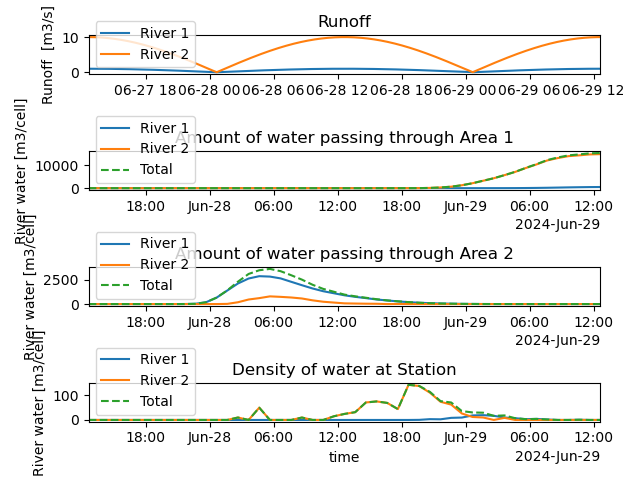 Runoff
River 1
River 2
Runoff  [m3/s]
10
0
06-27 18
06-28 00
06-28 06
06-28 12
06-28 18
06-29 00
06-29 06
06-29 12
Amount of water passing through Area 1
River 1
River 2
Total
River water [m3/cell]
10000
0
18:00
Jun-28
06:00
12:00
18:00
Jun-29
06:00
12:00
2024-Jun-29
Amount of water passing through Area 2
River 1
River 2
Total
River water [m3/cell]
2500
0
18:00
Jun-28
06:00
12:00
18:00
Jun-29
06:00
12:00
2024-Jun-29
Density of water at Station
River 1
River 2
Total
River water [m3/cell]
100
0
18:00
Jun-28
06:00
12:00
18:00
Jun-29
06:00
12:00
time
2024-Jun-29